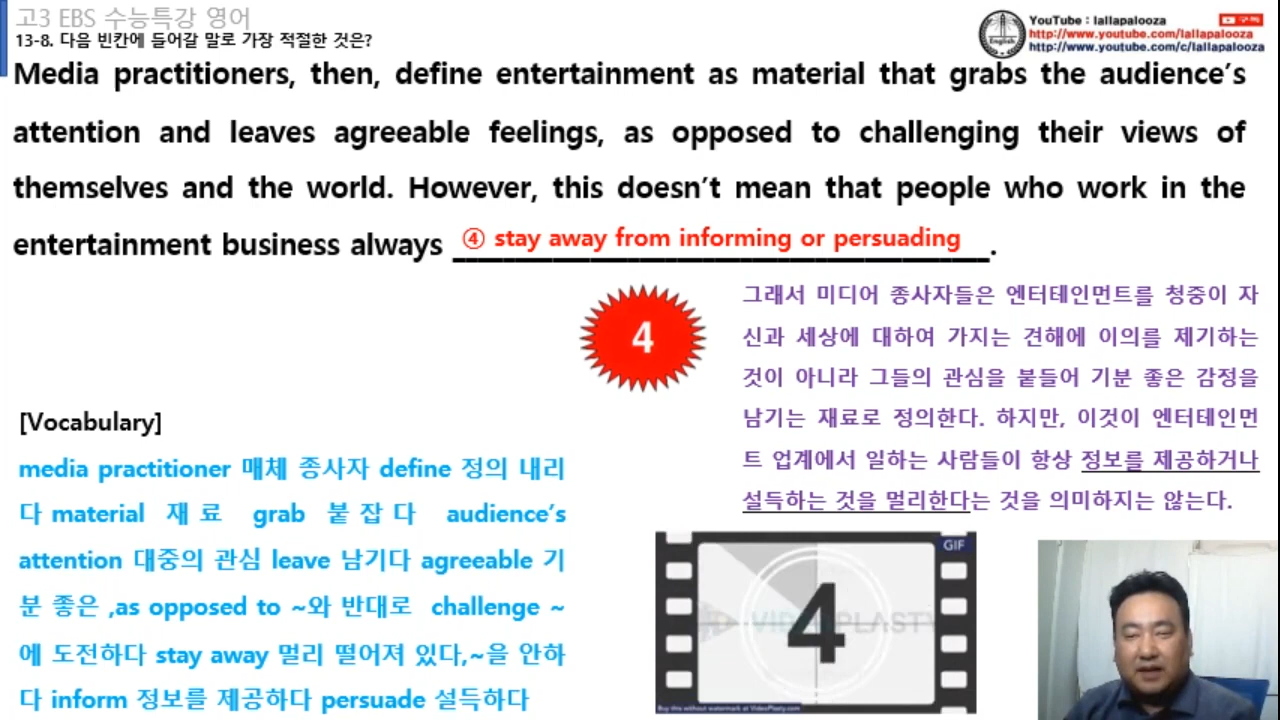 고3 EBS 수능특강 영어
13-8. 다음 빈칸에 들어갈 말로 가장 적절한 것은?
YouTube : lallapalooza
구독
http://www.youtube.com/lallapalooza
http://www.youtube.com/c/lallapalooza
English
Media practitioners, then, define entertainment as material that grabs the audience's
attention and leaves agreeable feelings, as opposed to challenging their views of
themselves and the world. However, this doesn't mean that people who work in the
entertainment business always ④ stay away from informing or persuading.
4
그래서 미디어 종사자들은 엔터테인먼트를 청중이 자
신과 세상에 대하여 가지는 견해에 이의를 제기하는
것이 아니라 그들의 관심을 붙들어 기분 좋은 감정을
남기는 재료로 정의한다. 하지만, 이것이 엔터테인먼
트 업계에서 일하는 사람들이 항상 정보를 제공하거나
설득하는 것을 멀리한다는 것을 의미하지는 않는다.
[Vocabulary]
media practitioner 매체 종사자 define 정의 내리
다 material 재료 grab 붙잡다 audience's
attention 대중의 관심 leave 남기다 agreeable 기
분 좋은 ,as opposed to ~와 반대로 challenge ~
에 도전하다 stay away 멀리 떨어져 있다,~을 안하
다 inform 정보를 제공하다 persuade 설득하다
GIF
4
VIDEOPLASTY
Buy this without watermark at VideoPlasty.com